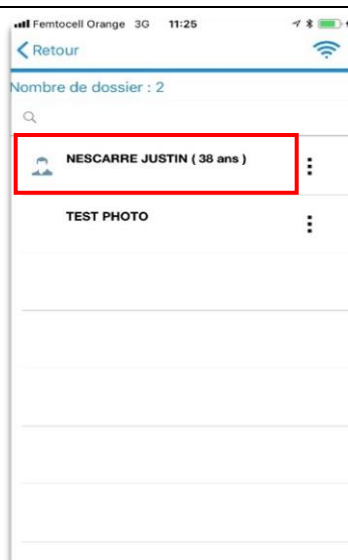 Femtocell Orange 3G 11:25
Retour
Nombre de dossier : 2
NESCARRE JUSTIN ( 38 ans )
TEST PHOTO